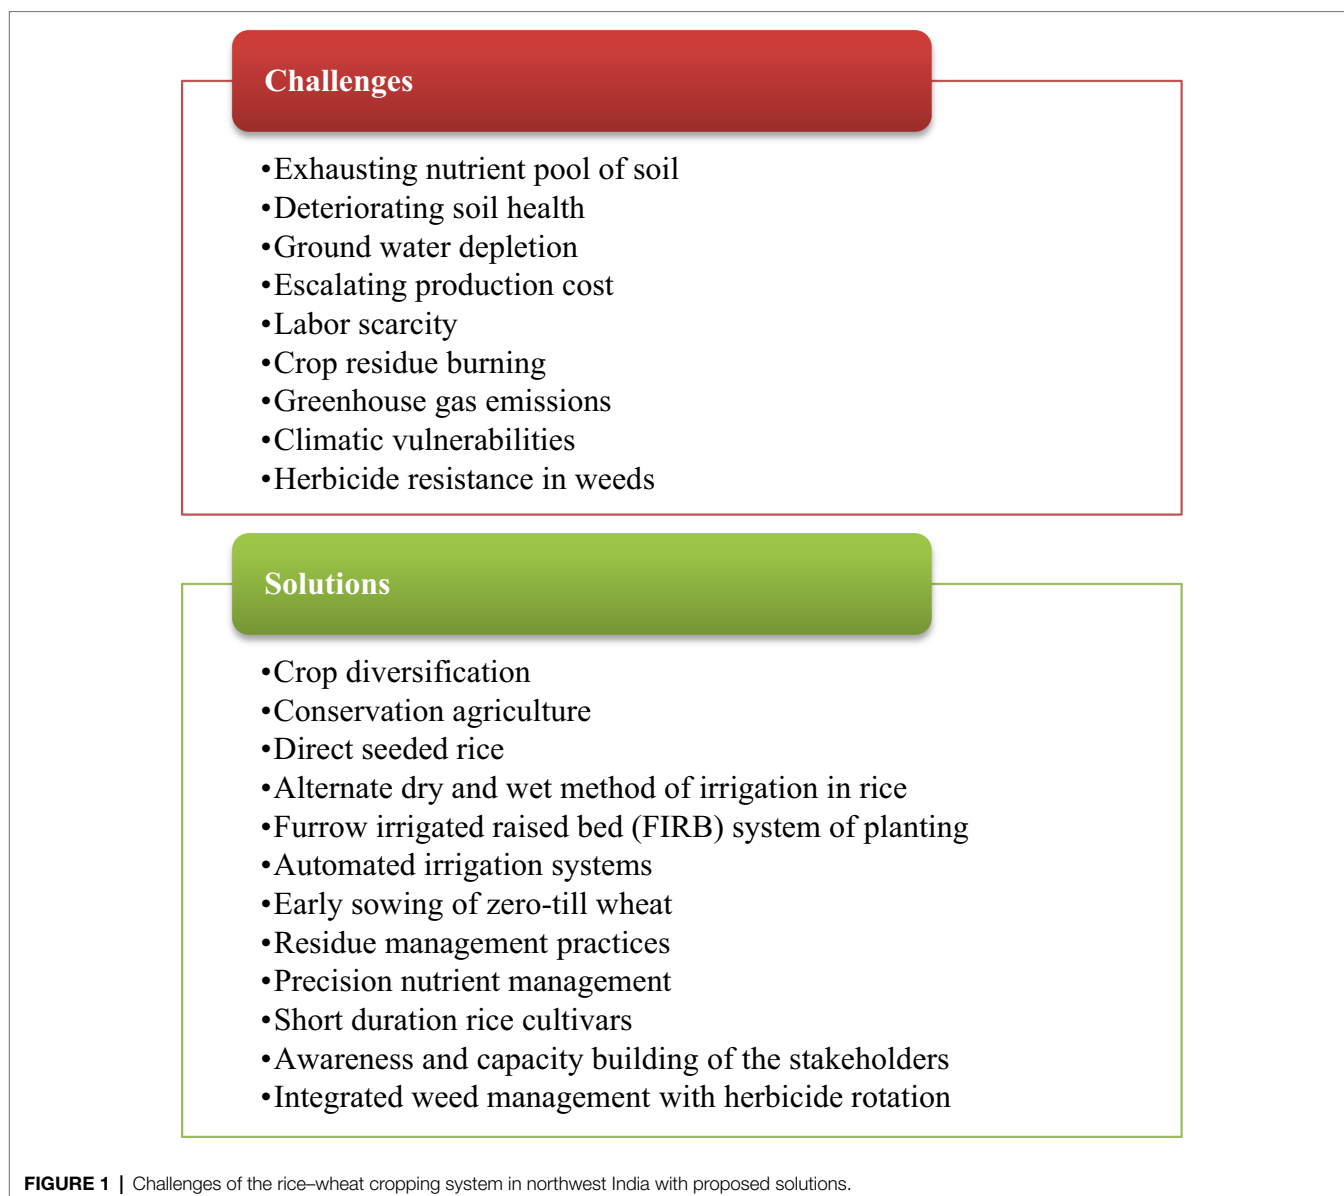 Challenges
•Exhausting nutrient pool of soil
•Deteriorating soil health
•Ground water depletion
•Escalating production cost
•Labor scarcity
•Crop residue burning
•Greenhouse gas emissions
•Climatic vulnerabilities
•Herbicide resistance in weeds
Solutions
•Crop diversification
•Conservation agriculture
•Direct seeded rice
•Alternate dry and wet method of irrigation in rice
•Furrow irrigated raised bed (FIRB) system of planting
•Automated irrigation systems
•Early sowing of zero-till wheat
•Residue management practices
•Precision nutrient management
•Short duration rice cultivars
•Awareness and capacity building of the stakeholders
•Integrated weed management with herbicide rotation
FIGURE 1 | Challenges of the rice–wheat cropping system in northwest India with proposed solutions.